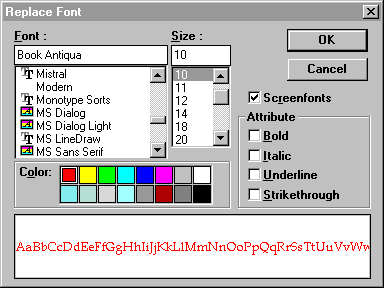 Replace Font
Font :
Size :
Book Antiqua
10
OK
Cancel
Mistral
Modern
Monotype Sorts
MS Dialog
MS Dialog Light
MS LineDraw
MS Sans Serif
10
11
12
14
18
20
Screenfonts
Attribute
Bold
Italic
Underline
Strikethrough
Color:
AaBbCcDdEeFfGgHhIiJjKkLlMmNnOoPpQqRrSsTtUuVvWw